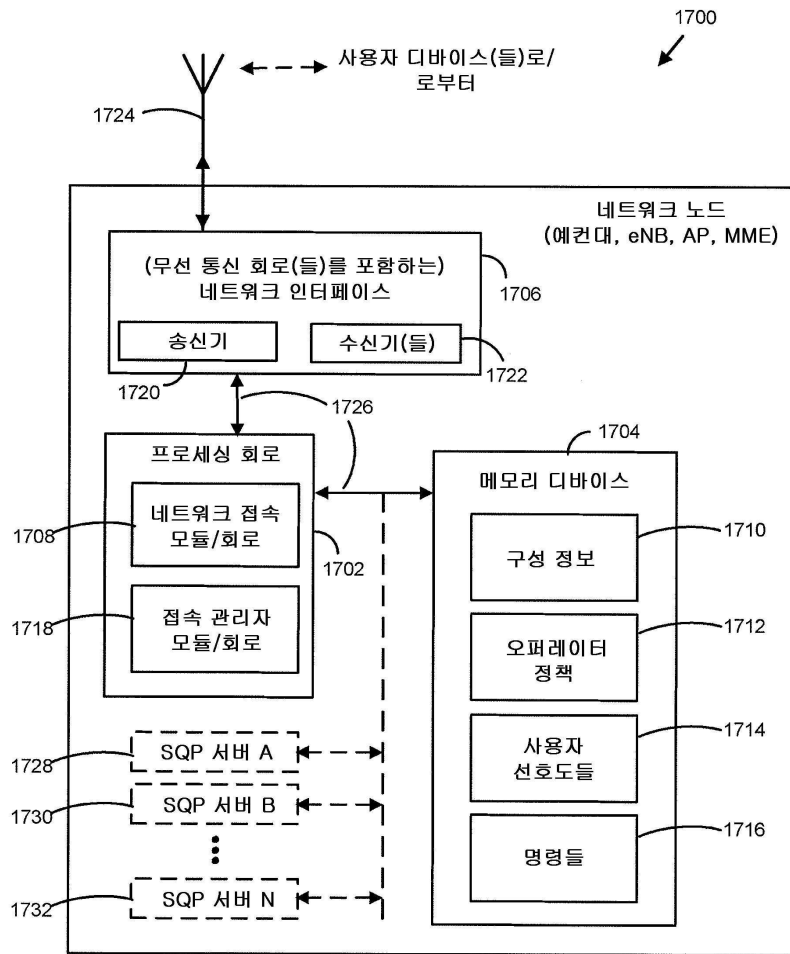 1700
사용자 디바이스(들)로/
로부터
1724
네트워크 노드
(예컨대, eNB, AP, MME)
(무선 통신 회로(들)를 포함하는)
네트워크 인터페이스
1706
송신기
수신기(들)
1720
1722
1726
프로세싱 회로
1704
메모리 디바이스
네트워크 접속
모듈/회로
1708
1702
구성 정보
1710
접속 관리자
모듈/회로
1718
오퍼레이터
정책
1712
사용자
선호도들
1714
SQP 서버 A
1728
SQP 서버 B
1730
명령들
1716
SQP 서버 N
1732